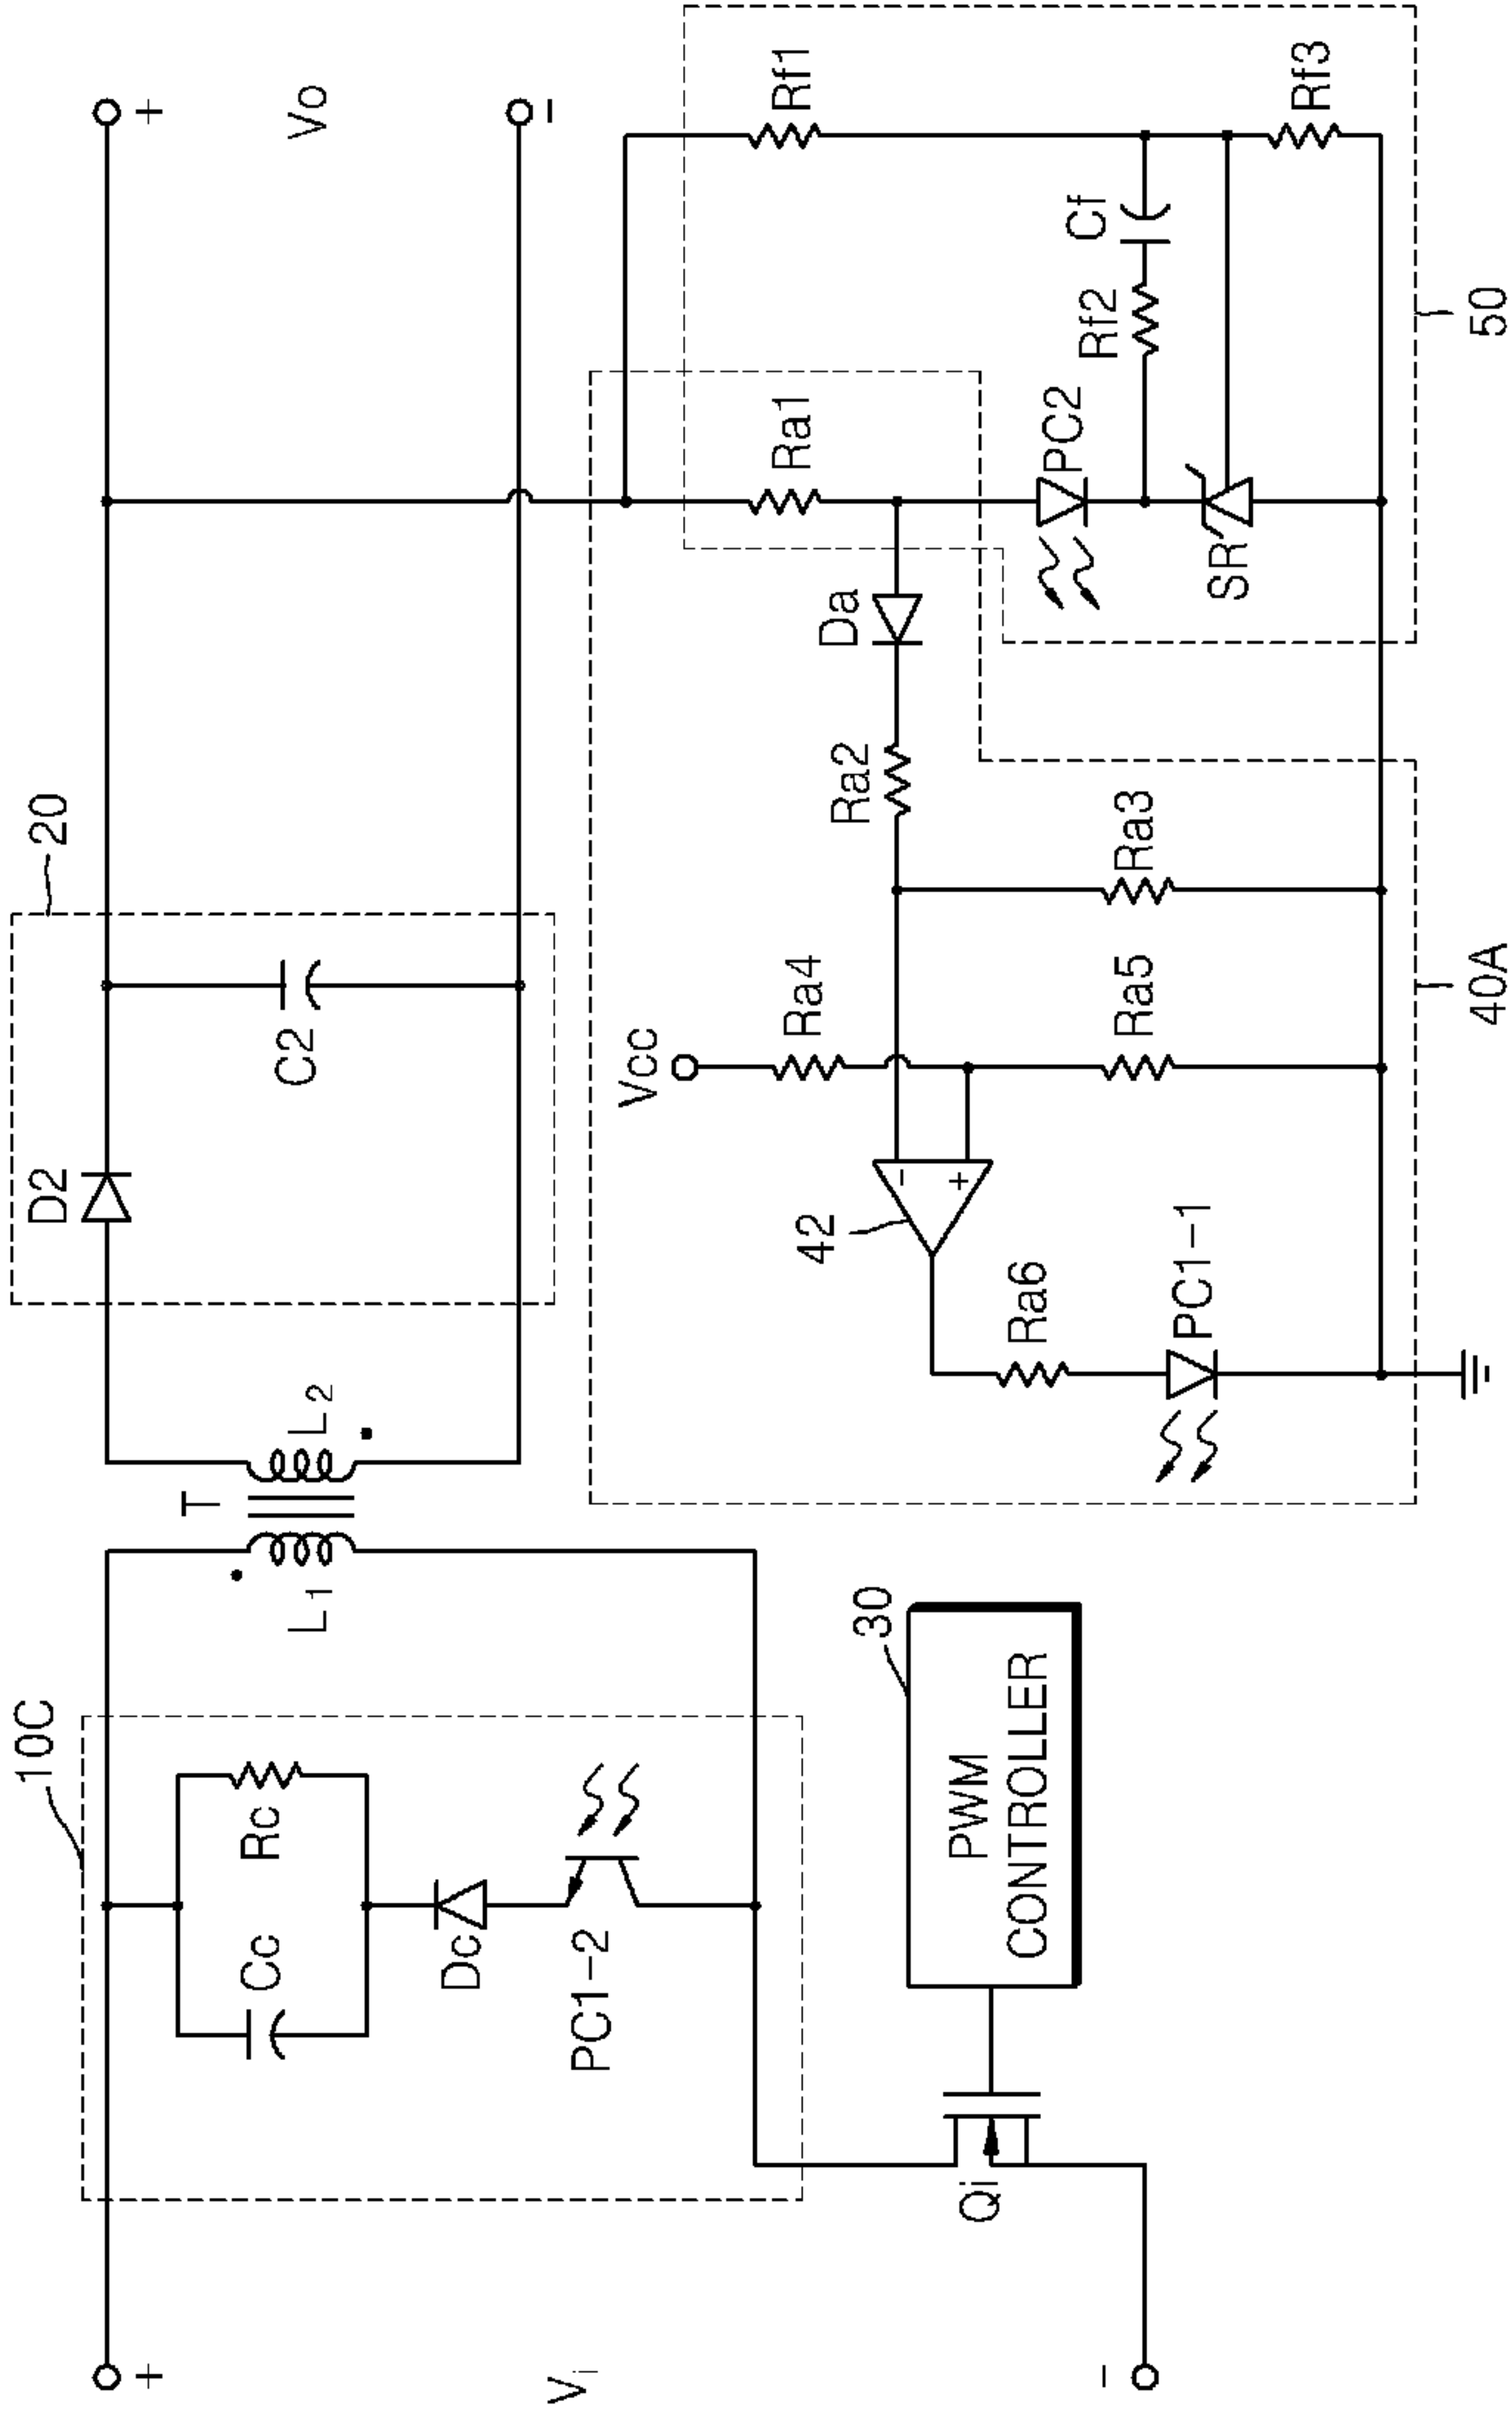 10C
Cc
Rc
Dc
PC1-2
+
Vi
-
Qi
30
PWM
CONTROLLER
T
L1
L2
20
D2
C2
+
Vo
-
Vcc
Ra4
Ra1
Rf1
42
-
+
Da
Ra2
Ra6
PC1-1
Ra5
Ra3
PC2
Rf2
Cf
SR
Rf3
40A
50